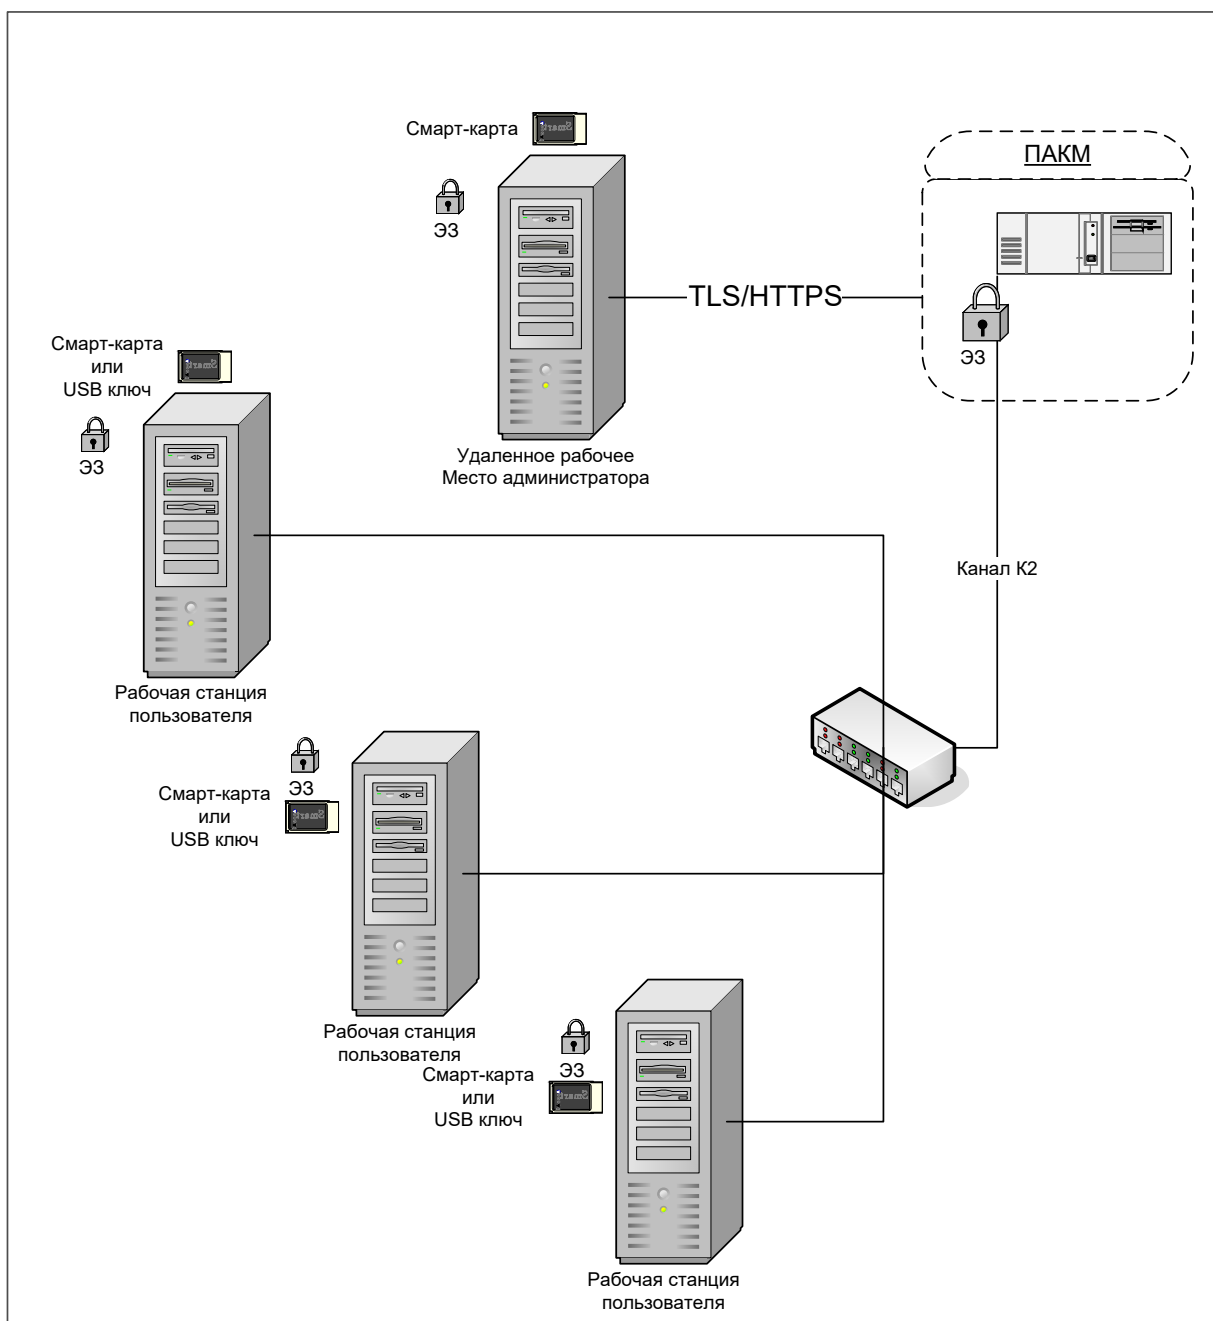 Смарт-карта
ПАКМ
ЭЗ
TLS/HTTPS
ЭЗ
Смарт-карта
или
USB ключ
ЭЗ
Удаленное рабочее
Место администратора
Канал К2
Рабочая станция
пользователя
ЭЗ
Смарт-карта
или
USB ключ
Рабочая станция
пользователя
ЭЗ
Смарт-карта
или
USB ключ
Рабочая станция
пользователя